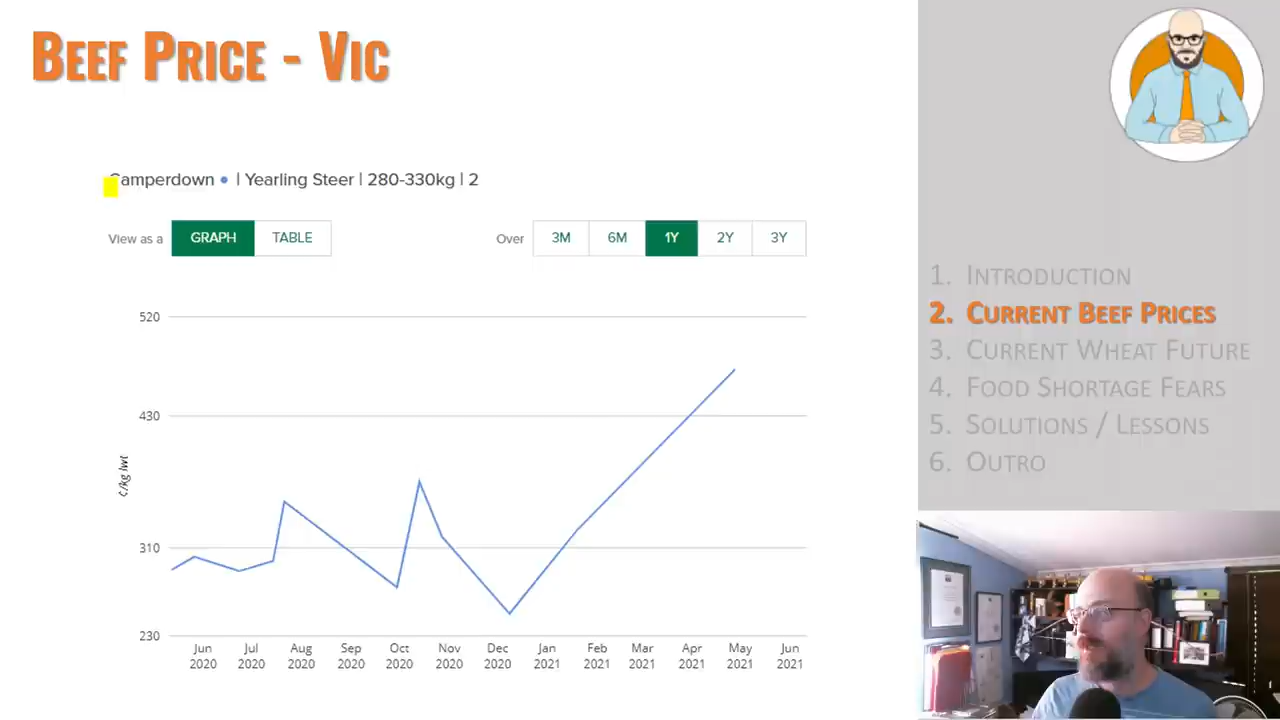 BEEF PRICE - VIC
Camperdown • | Yearling Steer | 280-330kg | 2
View as a GRAPH TABLE Over 3M 6M 1Y 2Y 3Y
520
430
310
230
¢/kg lwt
Jun 2020 Jul 2020 Aug 2020 Sep 2020 Oct 2020 Nov 2020 Dec 2020 Jan 2021 Feb 2021 Mar 2021 Apr 2021 May 2021 Jun 2021
1. INTRODUCTION
2. CURRENT BEEF PRICES
3. CURRENT WHEAT FUTURE
4. FOOD SHORTAGE FEARS
5. SOLUTIONS / LESSONS
6. OUTRO